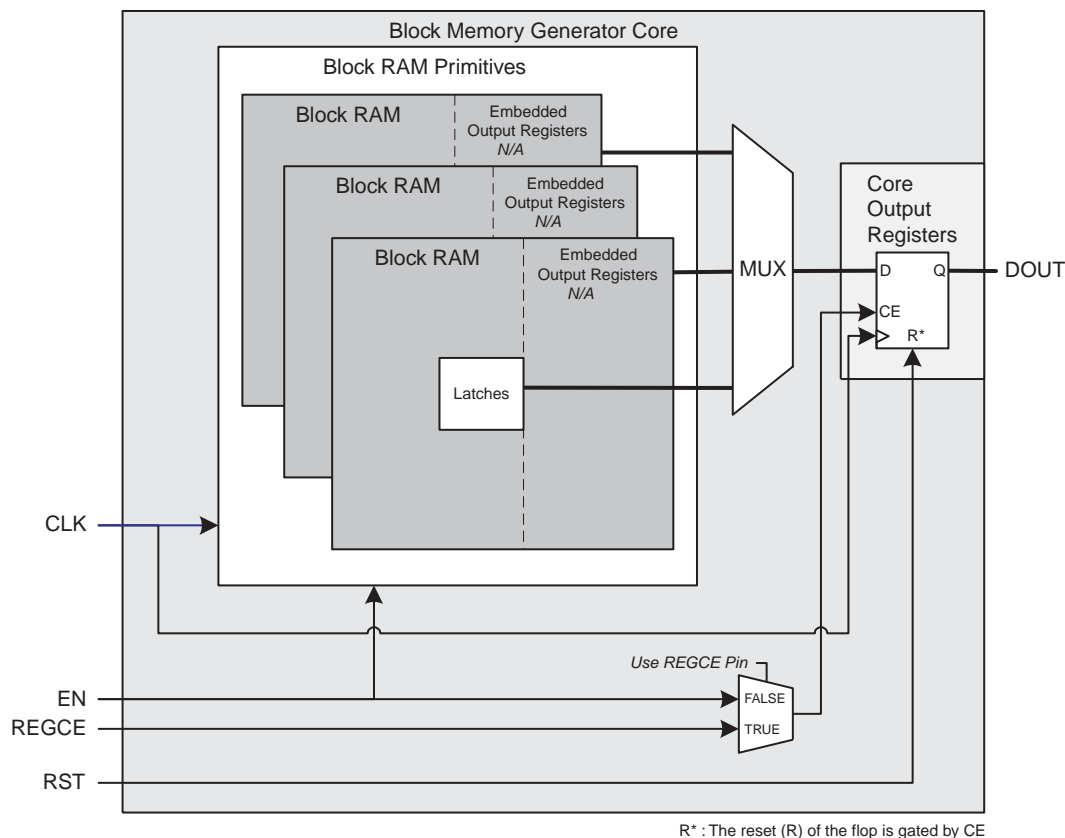 Block Memory Generator Core
Block RAM Primitives
Block RAM
Embedded
Output Registers
N/A
Block RAM
Embedded
Output Registers
N/A
Block RAM
Embedded
Output Registers
N/A
Latches
MUX
Core
Output
Registers
D
Q
CE
R*
DOUT
CLK
Use REGCE Pin
EN
FALSE
REGCE
TRUE
RST
R* : The reset (R) of the flop is gated by CE